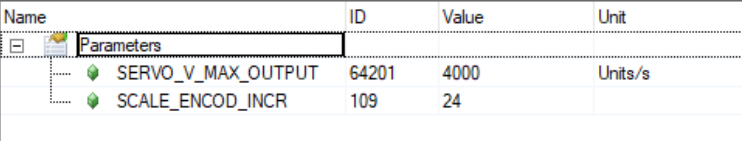 Name ID Value Unit
Parameters
SERVO_V_MAX_OUTPUT 64201 4000 Units/s
SCALE_ENCOD_INCR 109 24